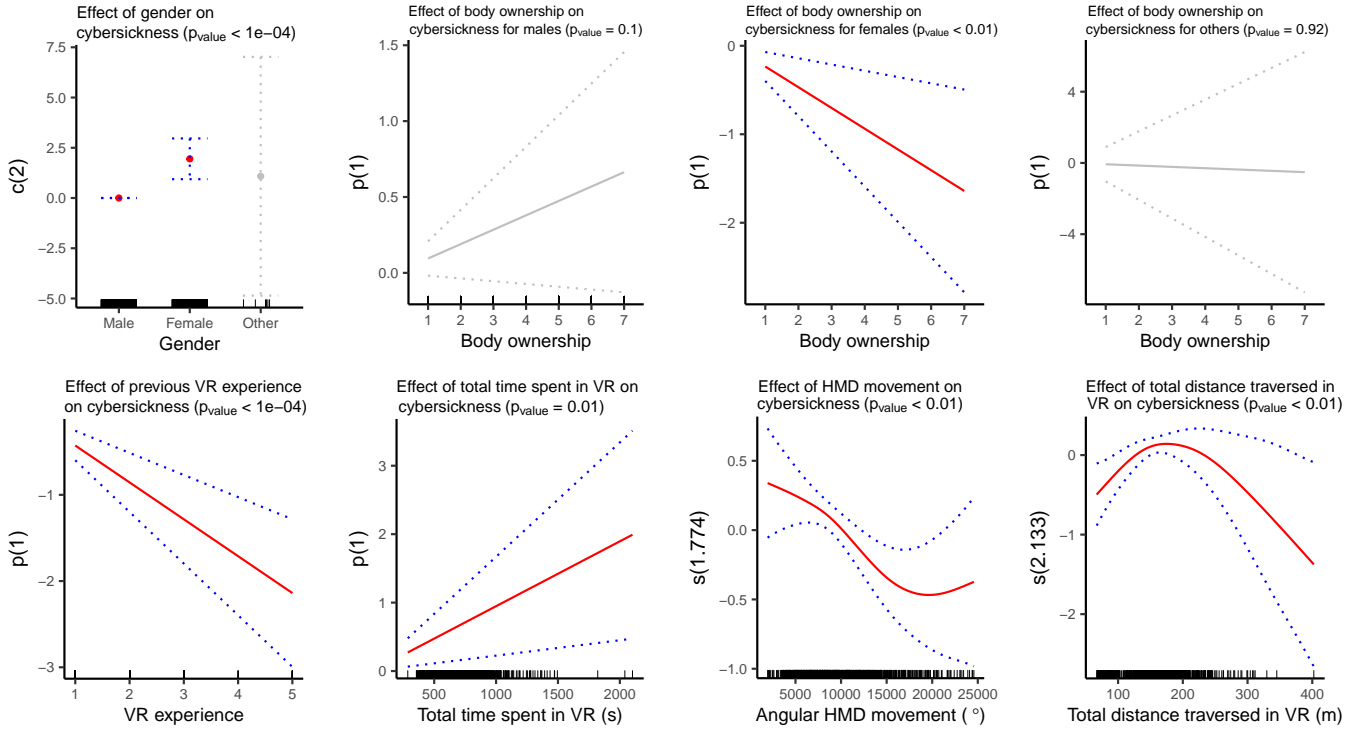 Effect of gender on
cybersickness (pvalue < 1e−04)
7.5
5.0
2.5
0.0
−2.5
−5.0
c(2)
Male Female Other
Gender
Effect of body ownership on
cybersickness for males (pvalue = 0.1)
1.5
1.0
0.5
0.0
p(1)
1 2 3 4 5 6 7
Body ownership
Effect of body ownership on
cybersickness for females (pvalue < 0.01)
0
−1
−2
p(1)
1 2 3 4 5 6 7
Body ownership
Effect of body ownership on
cybersickness for others (pvalue = 0.92)
4
0
−4
p(1)
1 2 3 4 5 6 7
Body ownership
Effect of previous VR experience
on cybersickness (pvalue < 1e−04)
−1
−2
−3
p(1)
1 2 3 4 5
VR experience
Effect of total time spent in VR on
cybersickness (pvalue = 0.01)
3
2
1
0
p(1)
500 1000 1500 2000
Total time spent in VR (s)
Effect of HMD movement on
cybersickness (pvalue < 0.01)
0.5
0.0
−0.5
−1.0
s(1.774)
5000 10000 15000 20000 25000
Angular HMD movement ( °)
Effect of total distance traversed in
VR on cybersickness (pvalue < 0.01)
0
−1
−2
s(2.133)
100 200 300 400
Total distance traversed in VR (m)